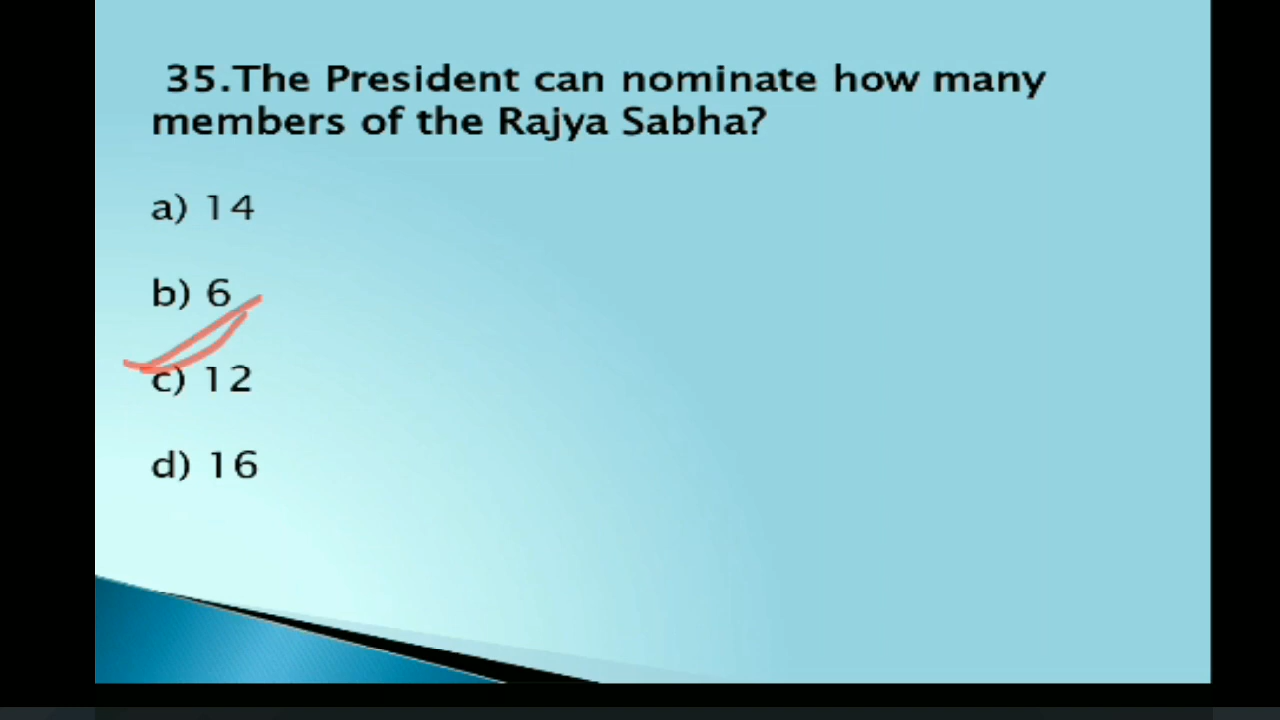 35.The President can nominate how many
members of the Rajya Sabha?
a) 14
b) 6
c) 12
d) 16